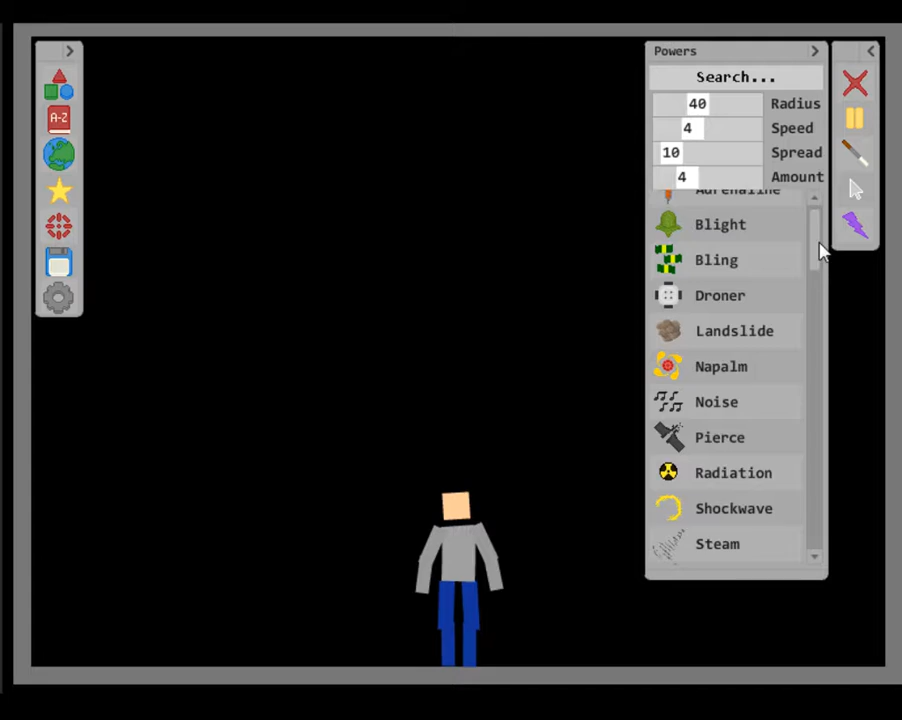 Powers
Search...
40 Radius
4 Speed
10 Spread
4 Amount
Adrenaline
Blight
Bling
Droner
Landslide
Napalm
Noise
Pierce
Radiation
Shockwave
Steam
A-Z